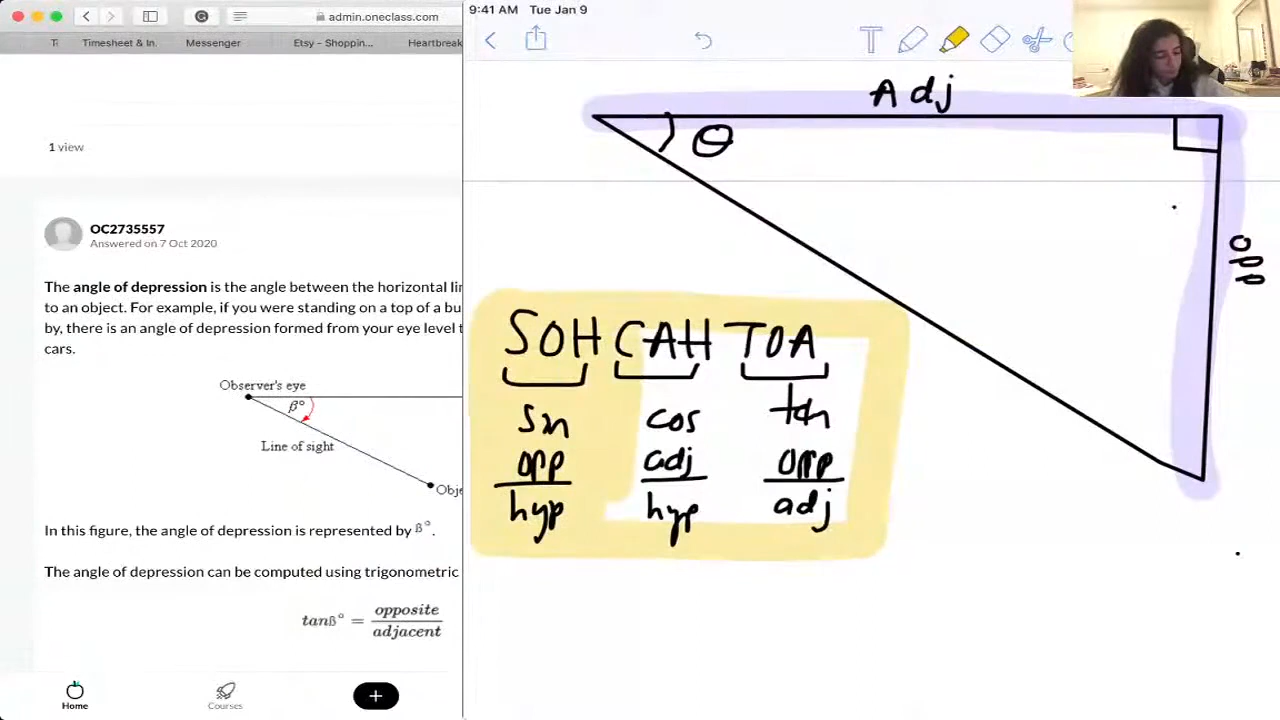 admin.oneclass.com
Timesheet & In.
Messenger
Etsy - Shoppin...
Heartbreak
1 view
OC2735557
Answered on 7 Oct 2020
The angle of depression is the angle between the horizontal li
to an object. For example, if you were standing on a top of a bu
by, there is an angle of depression formed from your eye level t
cars.
Observer's eye
β°
Line of sight
Obje
In this figure, the angle of depression is represented by ß°.
The angle of depression can be computed using trigonometric
tanß° = opposite
adjacent
Home
Courses
9:41 AM Tue Jan 9
T
Adj
θ
opp
SOH CAH TOA
sin cos tan
opp adj opp
hyp hyp adj